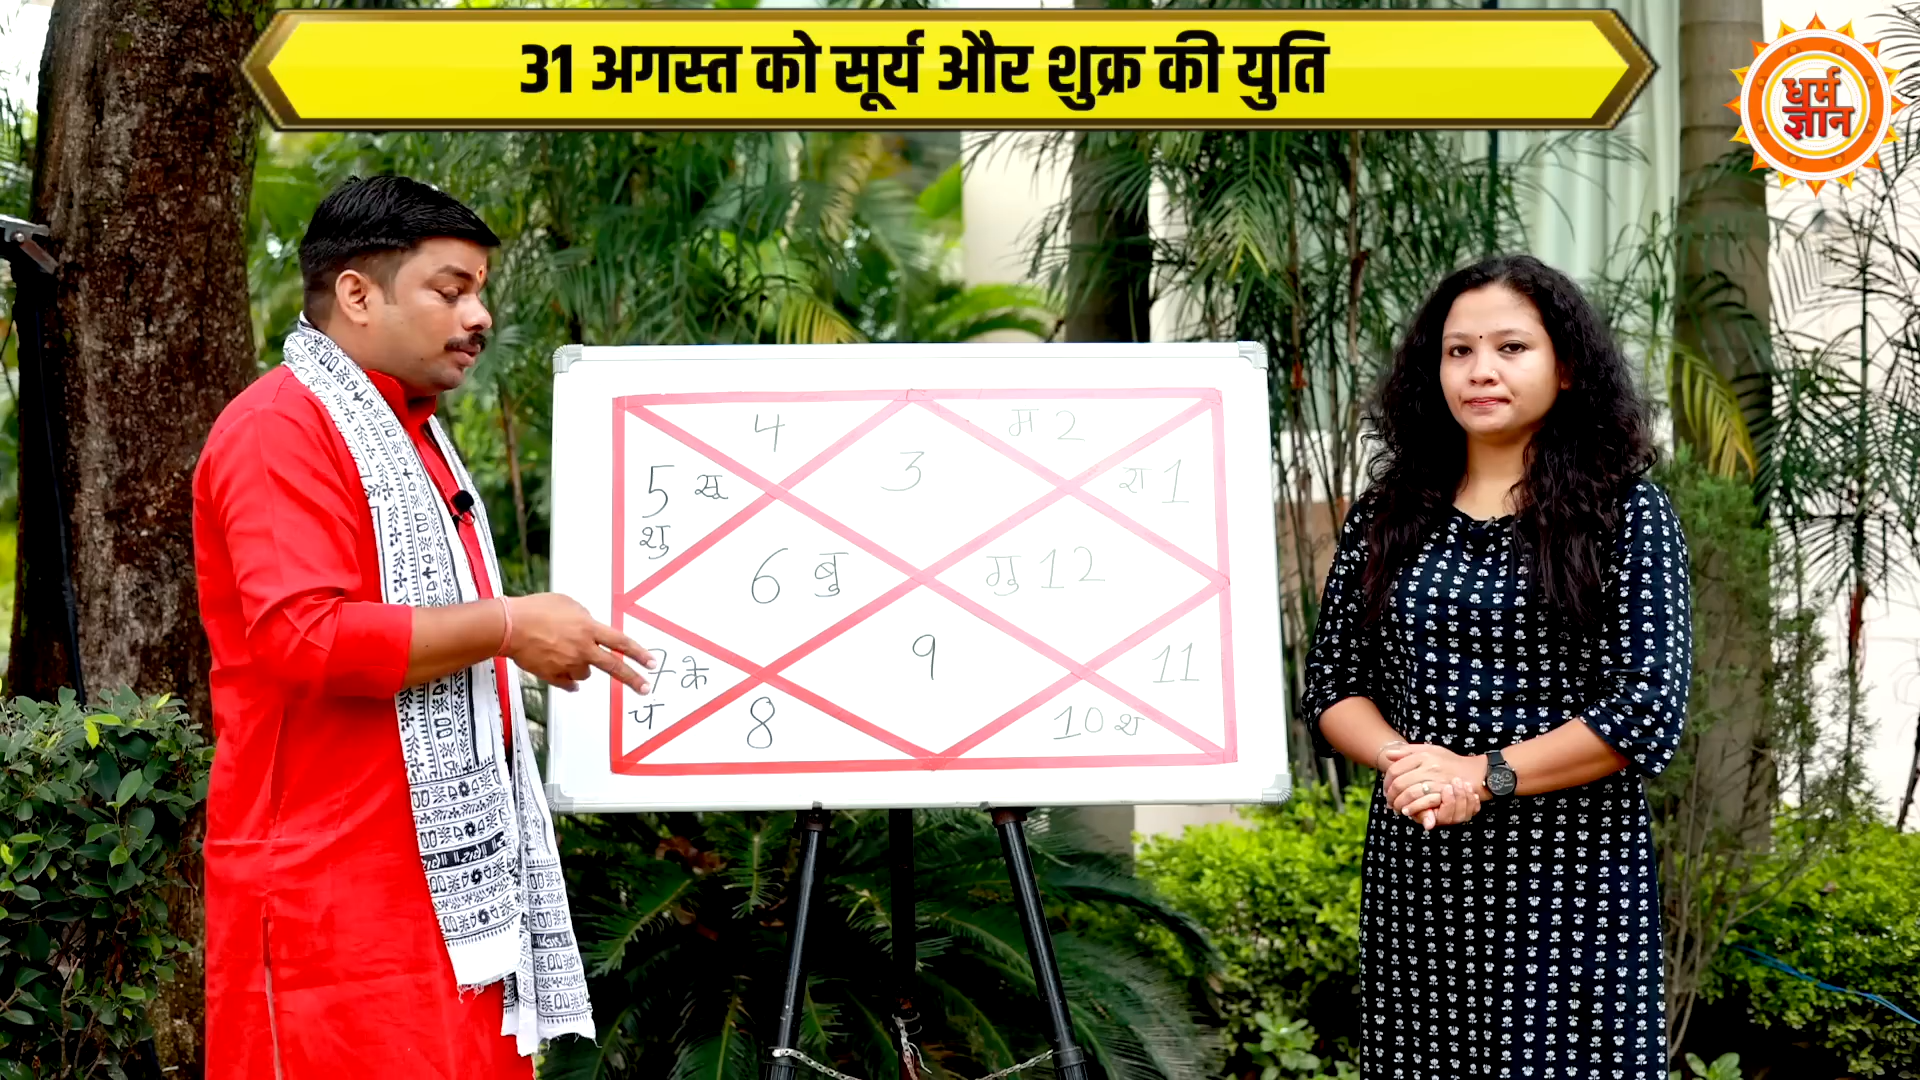 31 अगस्त को सूर्य और शुक्र की युति
धर्म
ज्ञान
4
म 2
3
5 सू
रा 1
शु
6 बु
गु 12
9
7 के
11
च
8
10 श